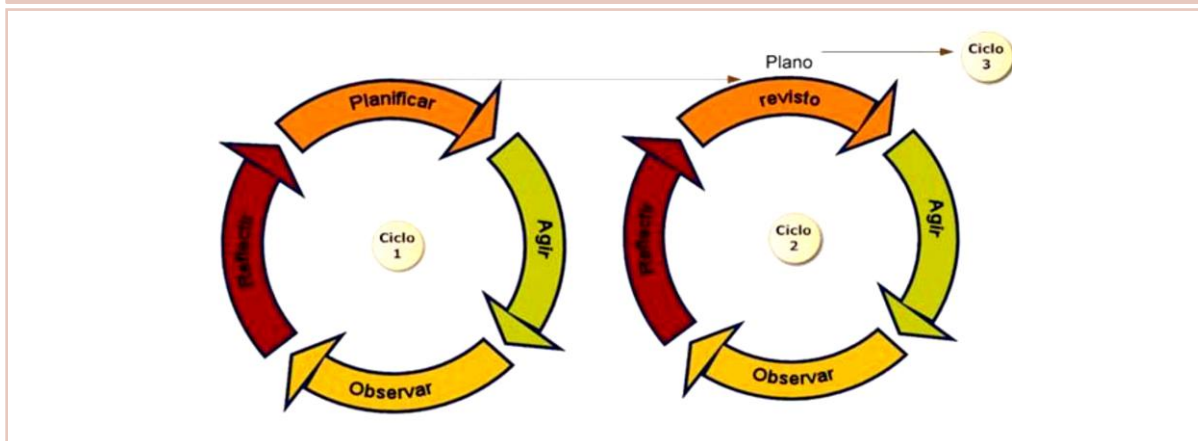 Planificar
Agir
Observar
Ciclo
1
Plano
revisto
Agir
Observar
Ciclo
2
Ciclo
3